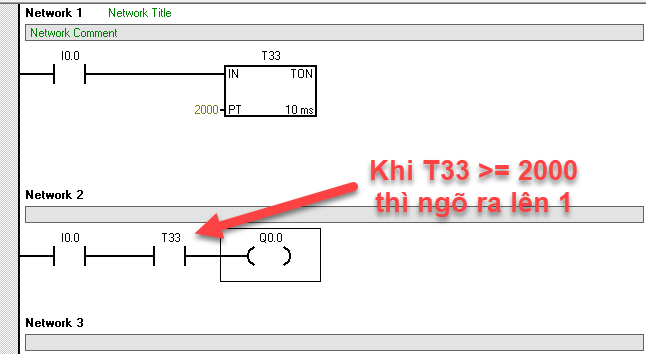 Network 1 Network Title
Network Comment
I0.0 T33
IN TON
2000 PT 10 ms
Khi T33 >= 2000
thì ngõ ra lên 1
Network 2
I0.0 T33 Q0.0
Network 3